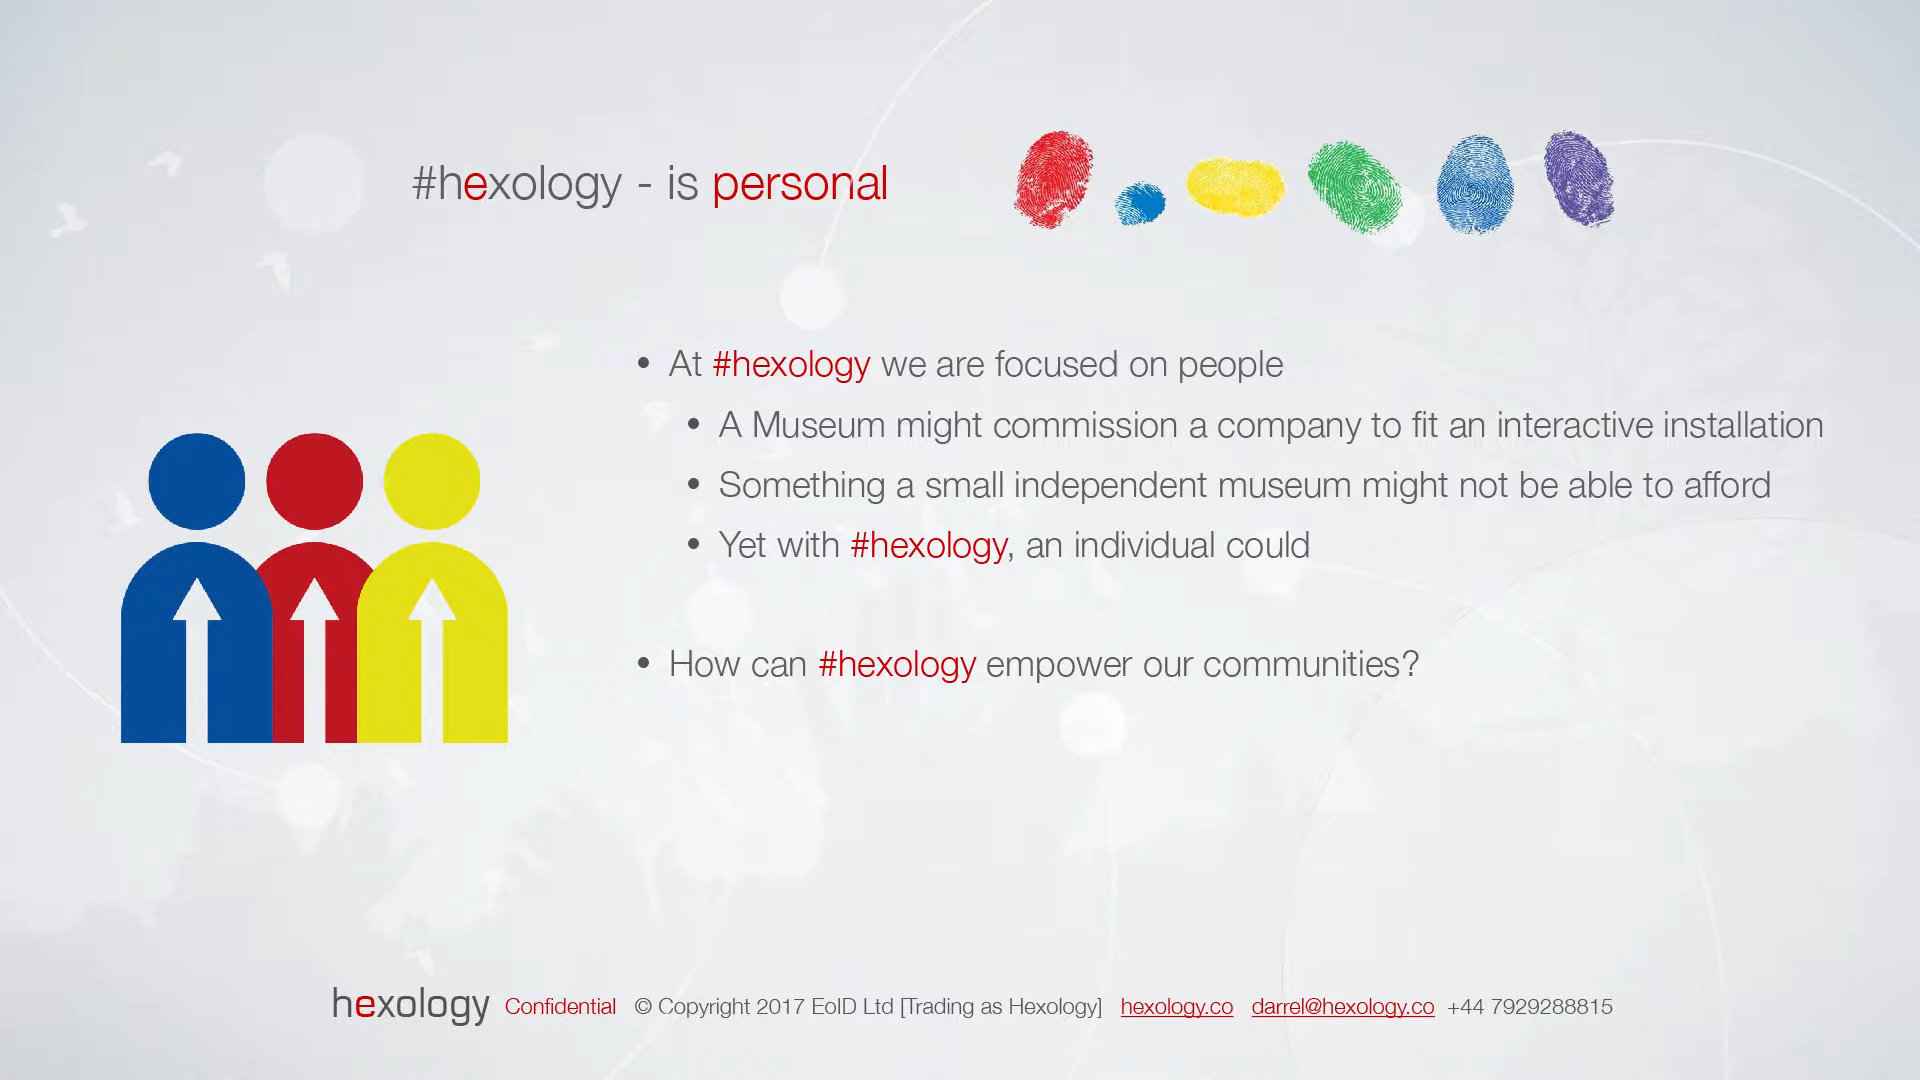 #hexology - is personal
• At #hexology we are focused on people
• A Museum might commission a company to fit an interactive installation
• Something a small independent museum might not be able to afford
• Yet with #hexology, an individual could
• How can #hexology empower our communities?
hexology Confidential © Copyright 2017 EoID Ltd [Trading as Hexology] hexology.co darrel@hexology.co +44 7929288815